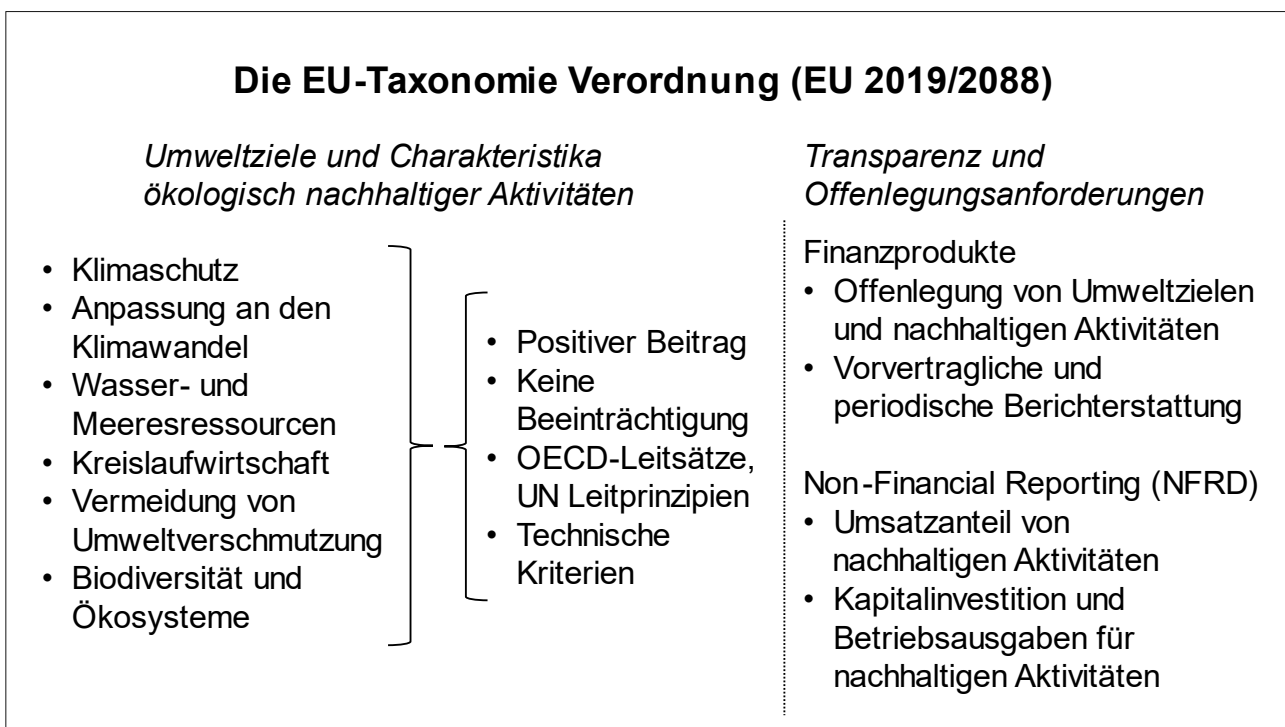 Die EU-Taxonomie Verordnung (EU 2019/2088)
Umweltziele und Charakteristika
ökologisch nachhaltiger Aktivitäten
• Klimaschutz
• Anpassung an den
Klimawandel
• Wasser- und
Meeresressourcen
• Kreislaufwirtschaft
• Vermeidung von
Umweltverschmutzung
• Biodiversität und
Ökosysteme
• Positiver Beitrag
• Keine
Beeinträchtigung
• OECD-Leitsätze,
UN Leitprinzipien
• Technische
Kriterien
Transparenz und
Offenlegungsanforderungen
Finanzprodukte
• Offenlegung von Umweltzielen
und nachhaltigen Aktivitäten
• Vorvertragliche und
periodische Berichterstattung
Non-Financial Reporting (NFRD)
• Umsatzanteil von
nachhaltigen Aktivitäten
• Kapitalinvestition und
Betriebsausgaben für
nachhaltigen Aktivitäten